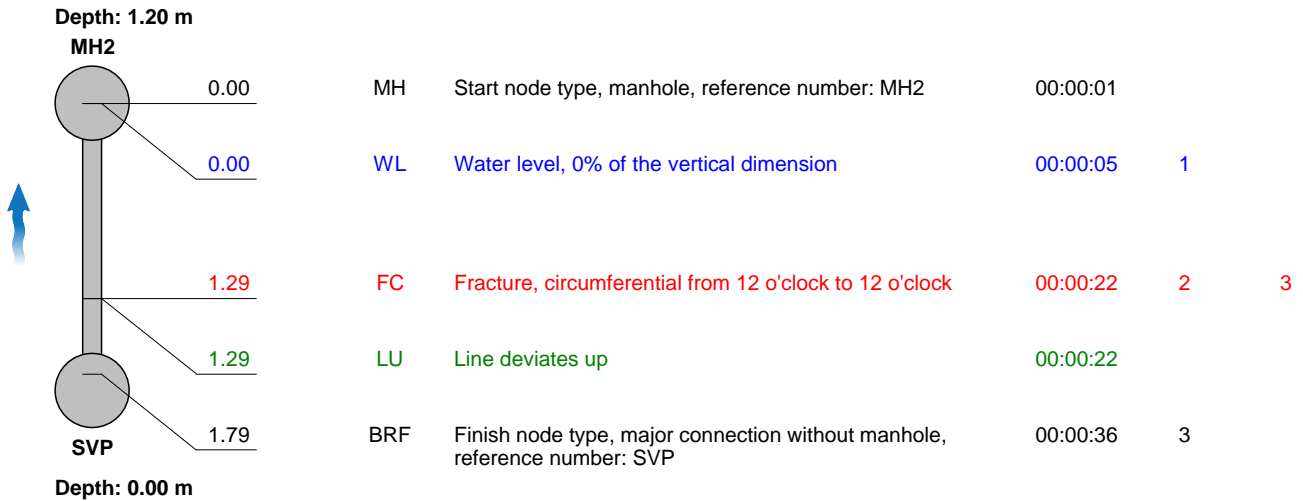 Depth: 1.20 m
MH2
0.00 MH Start node type, manhole, reference number: MH2 00:00:01
0.00 WL Water level, 0% of the vertical dimension 00:00:05 1
1.29 FC Fracture, circumferential from 12 o'clock to 12 o'clock 00:00:22 2 3
1.29 LU Line deviates up 00:00:22
1.79 BRF Finish node type, major connection without manhole, 00:00:36 3
reference number: SVP
SVP
Depth: 0.00 m